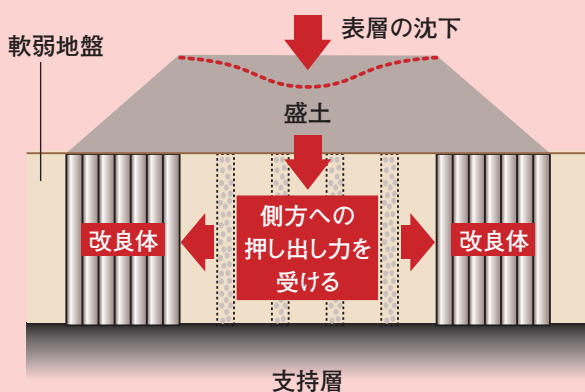 表層の沈下
軟弱地盤
盛土
側方への
押し出し力を
受ける
改良体
改良体
支持層